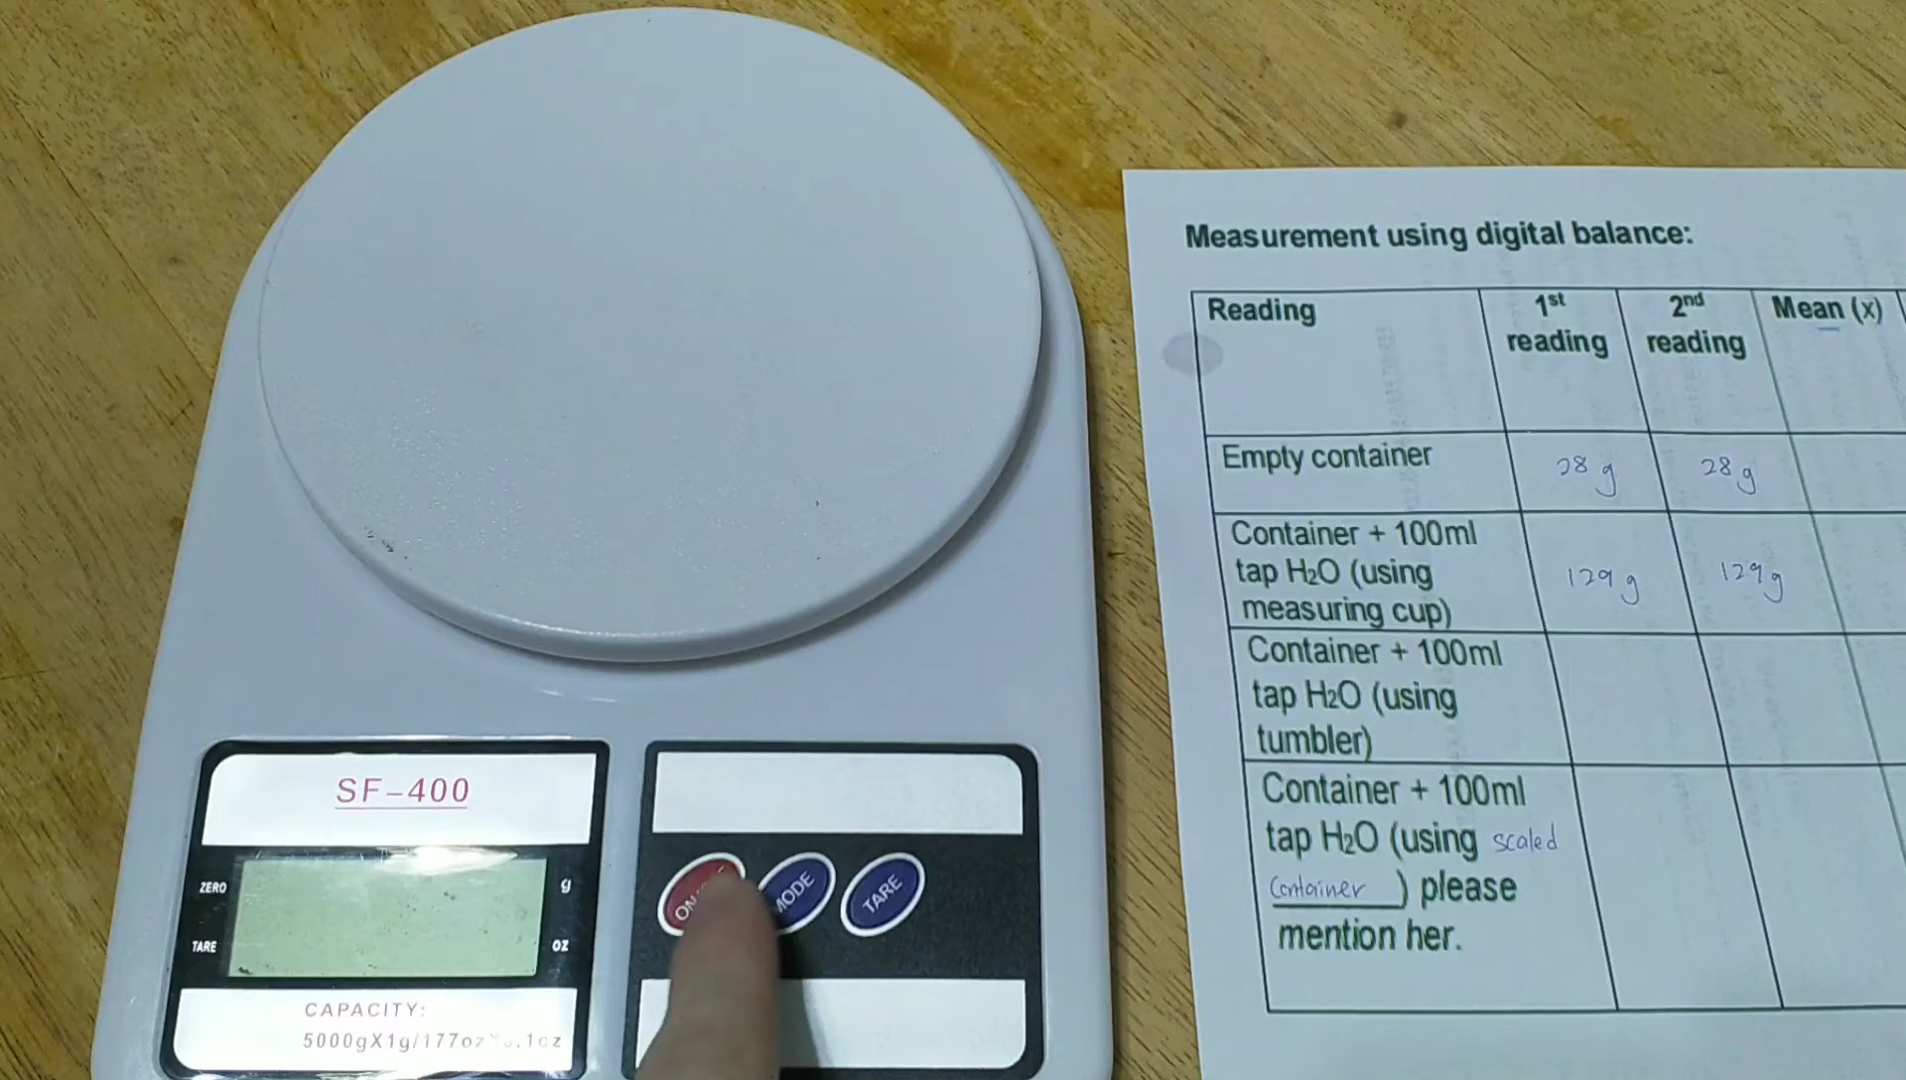 SF-400
ZERO
g
TARE
OZ
CAPACITY:
MODE
TARE
Measurement using digital balance:
Reading
1st reading
2nd reading
Mean (x)
Empty container
28 g
28 g
Container + 100ml
tap H2O (using
measuring cup)
129 g
129 g
Container + 100ml
tap H2O (using
tumbler)
Container + 100ml
tap H2O (using scaled
container) please
mention her.